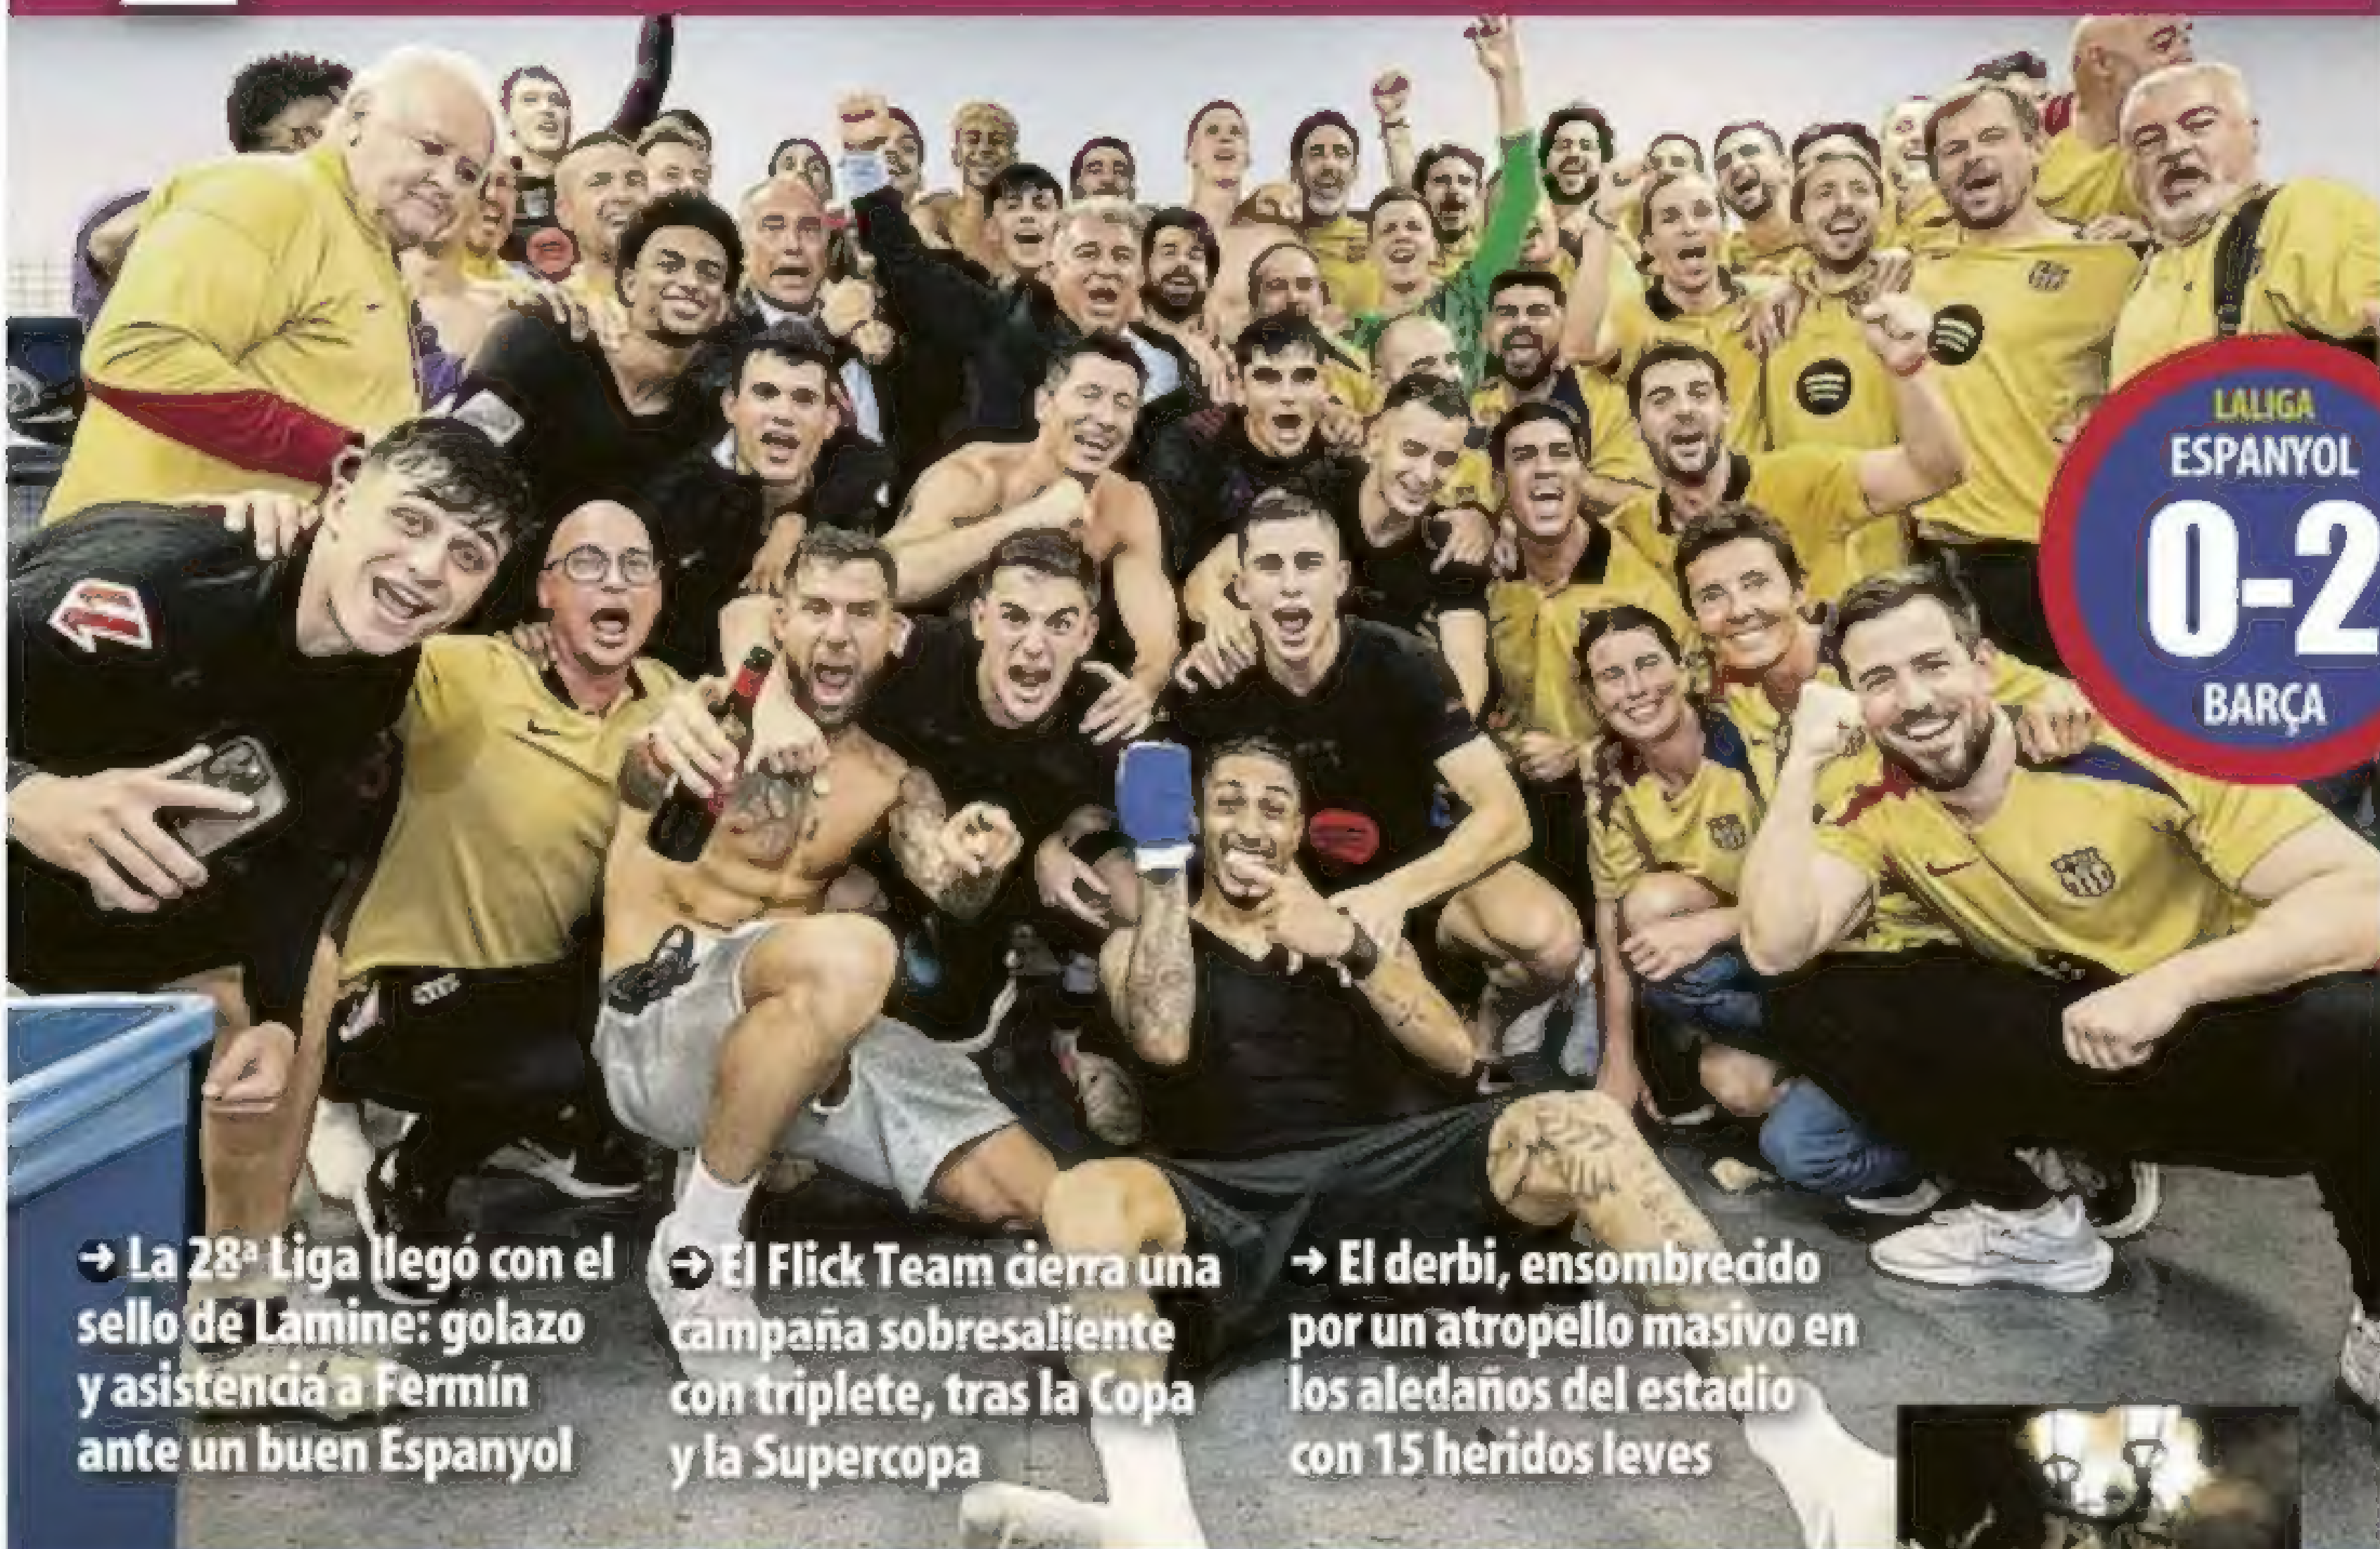 LALIGA
ESPANYOL
0-2
BARÇA
→ La 28ª Liga llegó con el
sello de Lamine: golazo
y asistencia a Fermín
ante un buen Espanyol
→ El Flick Team cierra una
campaña sobresaliente
con triplete, tras la Copa
y la Supercopa
→ El derbi, ensombrecido
por un atropello masivo en
los aledaños del estadio
con 15 heridos leves